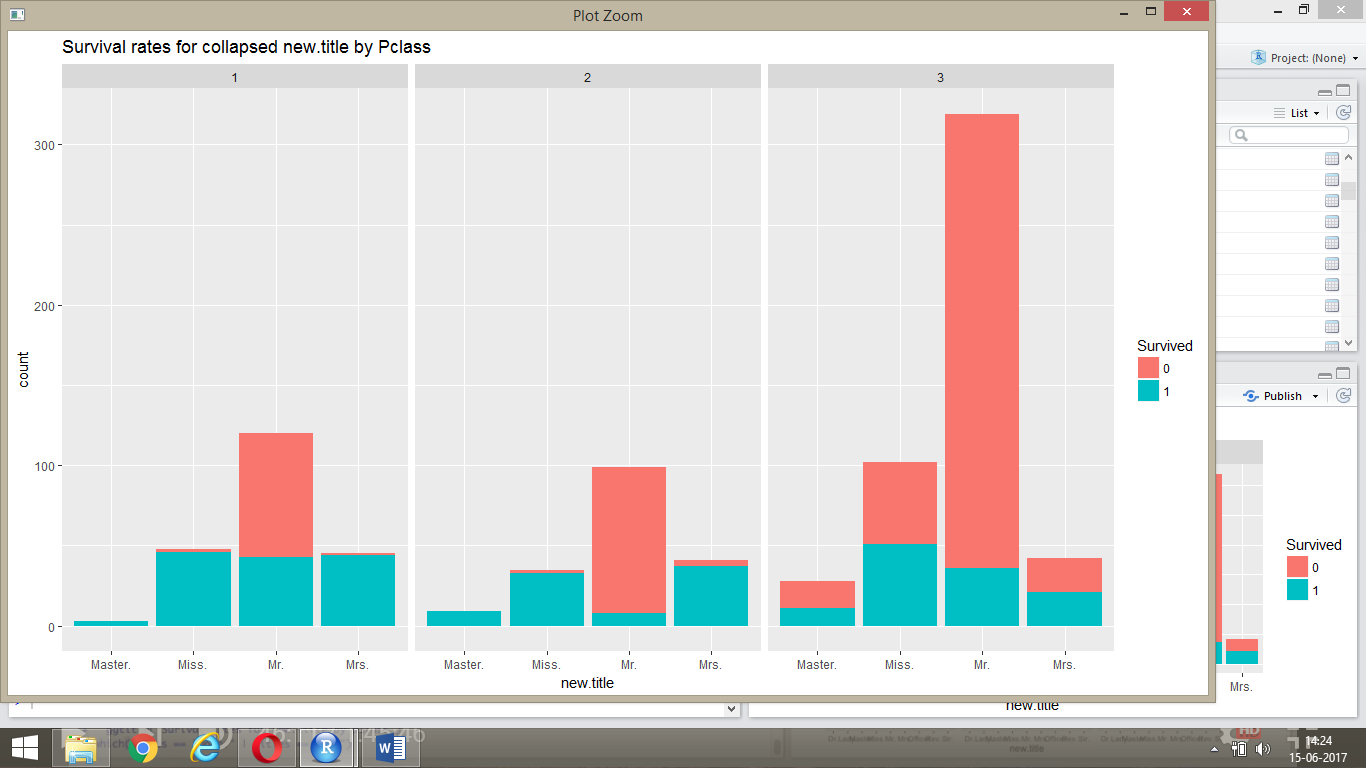 Plot Zoom
Survival rates for collapsed new.title by Pclass
1 2 3
300
200
100
0
count
Master. Miss. Mr. Mrs. Master. Miss. Mr. Mrs. Master. Miss. Mr. Mrs.
new.title
Survived
0
1
Project: (None)
List
Publish
Survived
0
1
Mrs.
new.title
HD
14:24
15-06-2017